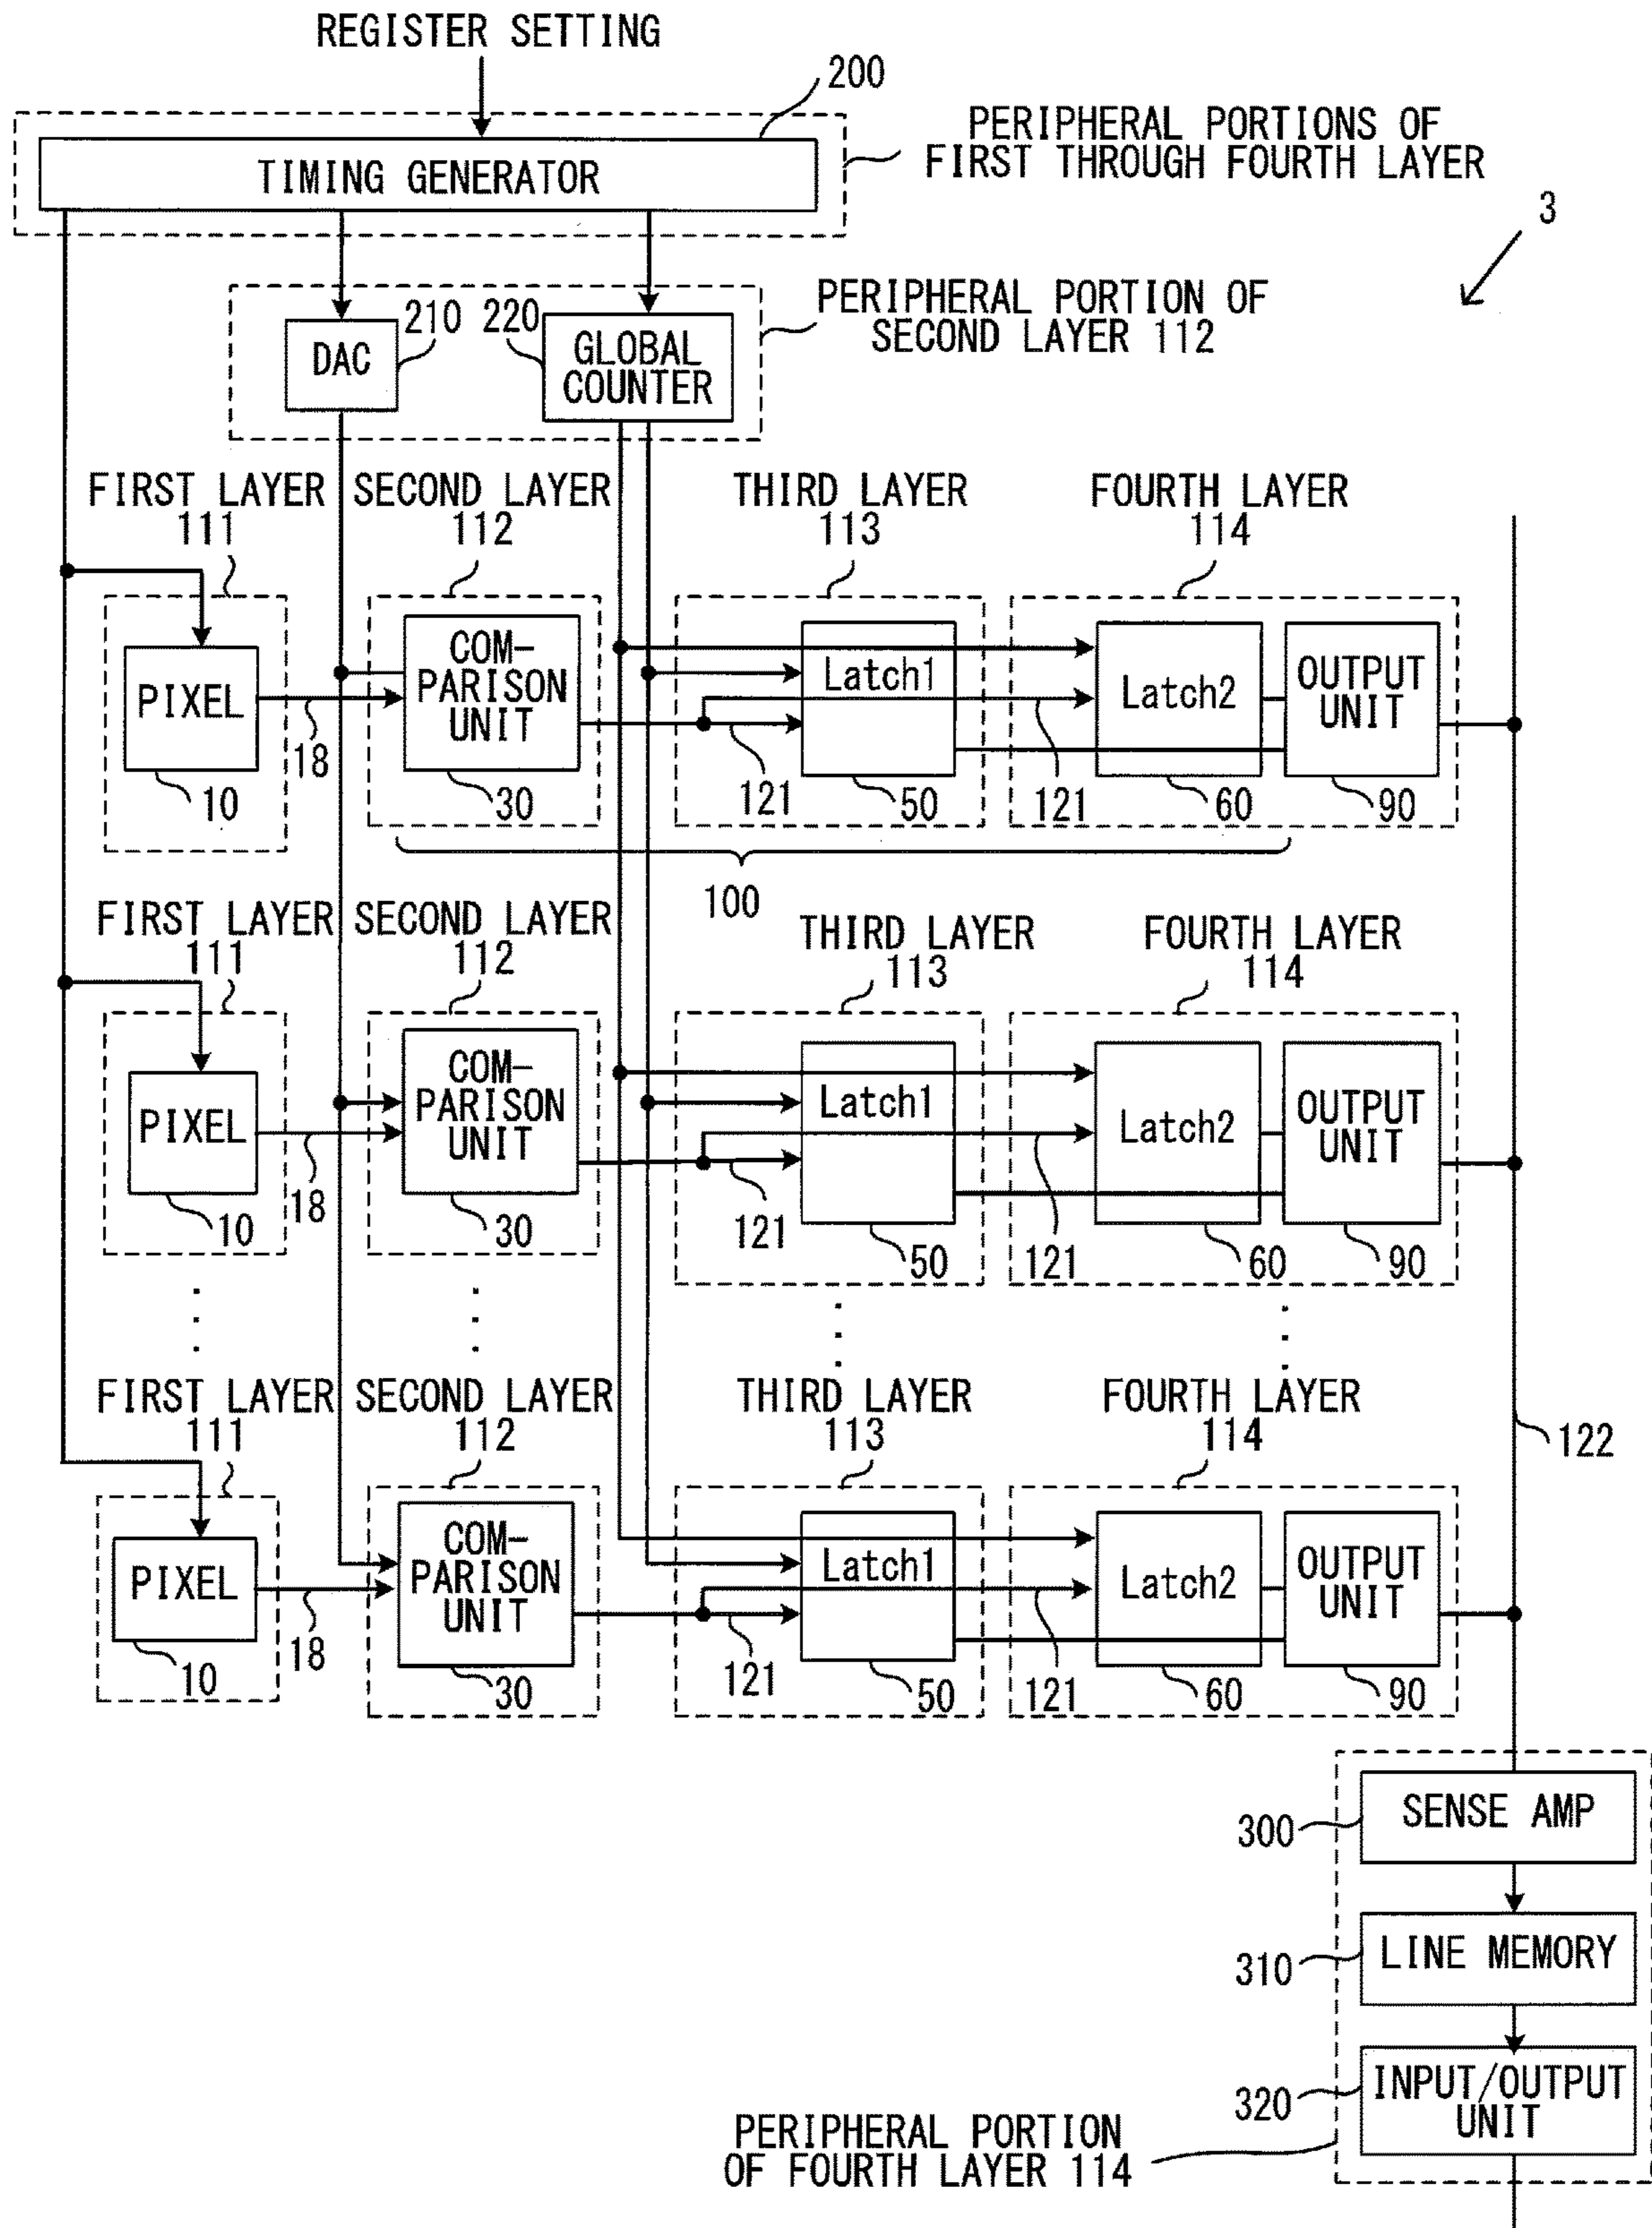 REGISTER SETTING
200
PERIPHERAL PORTIONS OF
FIRST THROUGH FOURTH LAYER
TIMING GENERATOR
3
PERIPHERAL PORTION OF
SECOND LAYER 112
210
220
DAC
GLOBAL
COUNTER
FIRST LAYER
111
SECOND LAYER
112
THIRD LAYER
113
FOURTH LAYER
114
PIXEL
10
18
COM-
PARISON
UNIT
30
121
Latch1
50
121
Latch2
60
OUTPUT
UNIT
90
100
FIRST LAYER
111
SECOND LAYER
112
THIRD LAYER
113
FOURTH LAYER
114
PIXEL
10
18
COM-
PARISON
UNIT
30
121
Latch1
50
121
Latch2
60
OUTPUT
UNIT
90
FIRST LAYER
111
SECOND LAYER
112
THIRD LAYER
113
FOURTH LAYER
114
122
PIXEL
10
18
COM-
PARISON
UNIT
30
121
Latch1
50
121
Latch2
60
OUTPUT
UNIT
90
300
SENSE AMP
310
LINE MEMORY
320
INPUT/OUTPUT
UNIT
PERIPHERAL PORTION
OF FOURTH LAYER 114